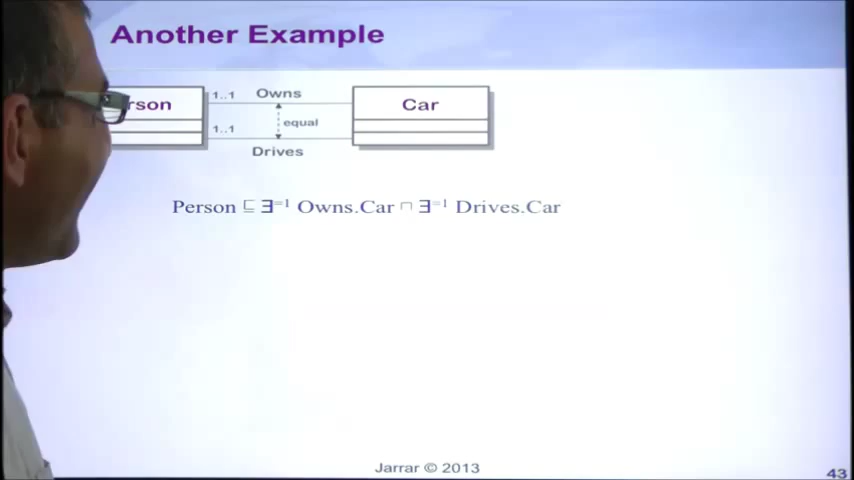 Another Example
rson 1..1 Owns Car
equal
1..1
Drives
Person ⊑ ∃⁼¹ Owns.Car ⊓ ∃⁼¹ Drives.Car
Jarrar © 2013
43